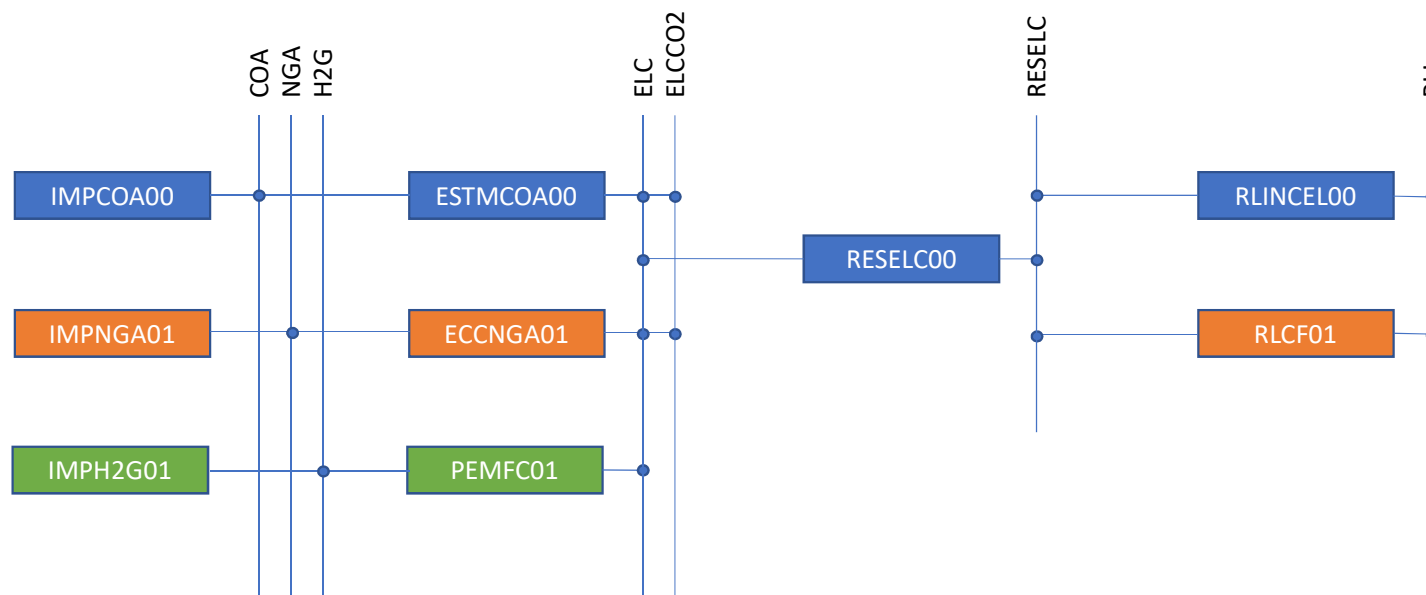 COA
NGA
H2G
ELC
ELCCO2
RESELC
IMPCOA00
ESTMCOA00
RLINCEL00
RESELC00
IMPNGA01
ECCNGA01
RLCF01
IMPH2G01
PEMFC01